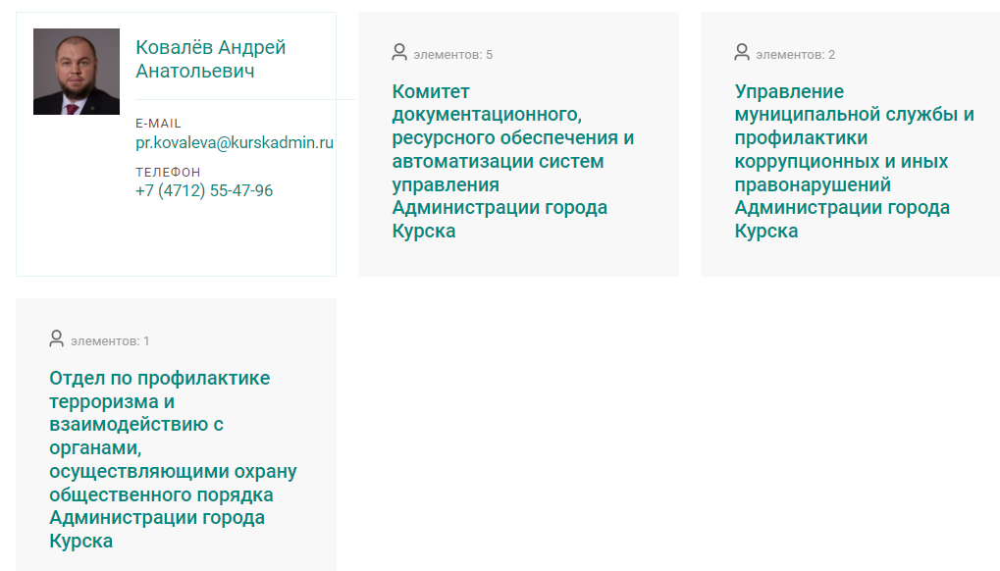 Ковалёв Андрей
Анатольевич
E-MAIL
pr.kovaleva@kurskadmin.ru
ТЕЛЕФОН
+7 (4712) 55-47-96
элементов: 5
Комитет
документационного,
ресурсного обеспечения и
автоматизации систем
управления
Администрации города
Курска
элементов: 2
Управление
муниципальной службы и
профилактики
коррупционных и иных
правонарушений
Администрации города
Курска
элементов: 1
Отдел по профилактике
терроризма и
взаимодействию с
органами,
осуществляющими охрану
общественного порядка
Администрации города
Курска